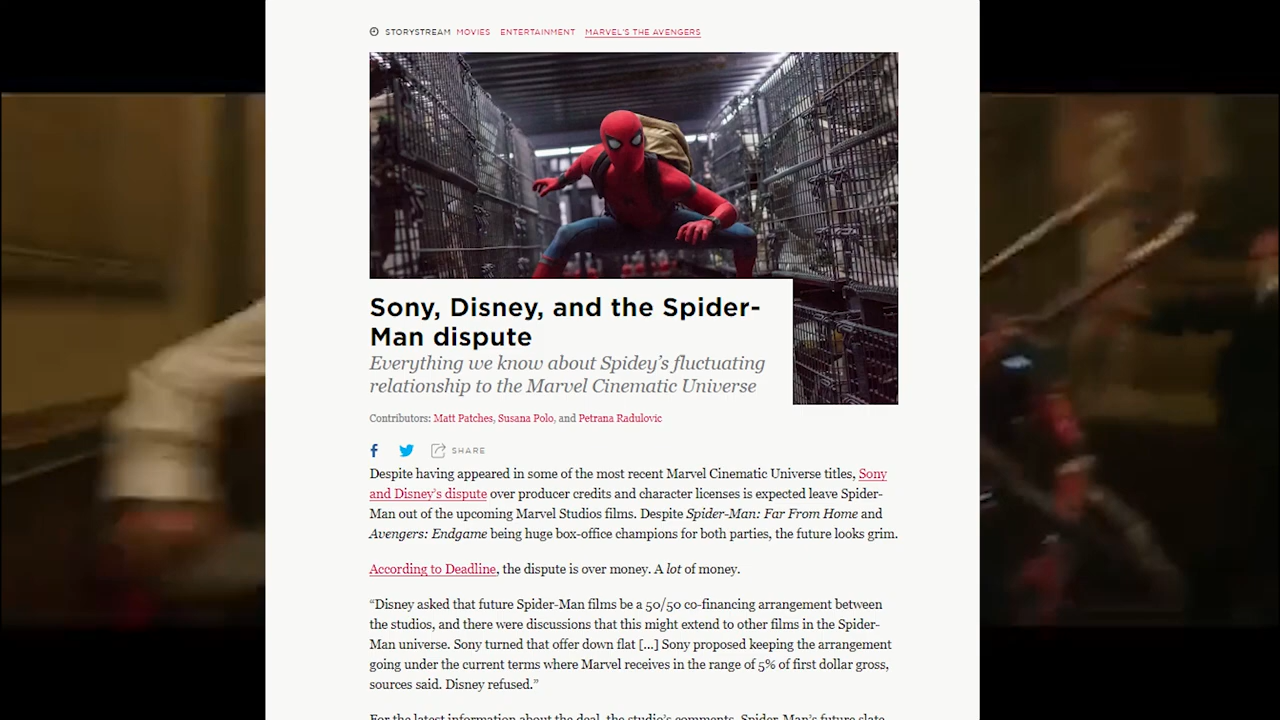 STORYSTREAM MOVIES ENTERTAINMENT MARVEL'S THE AVENGERS
Sony, Disney, and the Spider-
Man dispute
Everything we know about Spidey's fluctuating
relationship to the Marvel Cinematic Universe
Contributors: Matt Patches, Susana Polo, and Petrana Radulovic
SHARE
Despite having appeared in some of the most recent Marvel Cinematic Universe titles, Sony
and Disney's dispute over producer credits and character licenses is expected leave Spider-
Man out of the upcoming Marvel Studios films. Despite Spider-Man: Far From Home and
Avengers: Endgame being huge box-office champions for both parties, the future looks grim.
According to Deadline, the dispute is over money. A lot of money.
“Disney asked that future Spider-Man films be a 50/50 co-financing arrangement between
the studios, and there were discussions that this might extend to other films in the Spider-
Man universe. Sony turned that offer down flat [...] Sony proposed keeping the arrangement
going under the current terms where Marvel receives in the range of 5% of first dollar gross,
sources said. Disney refused.”
For the latest information about the deal, the studio's comments, Spider-Man's future slate